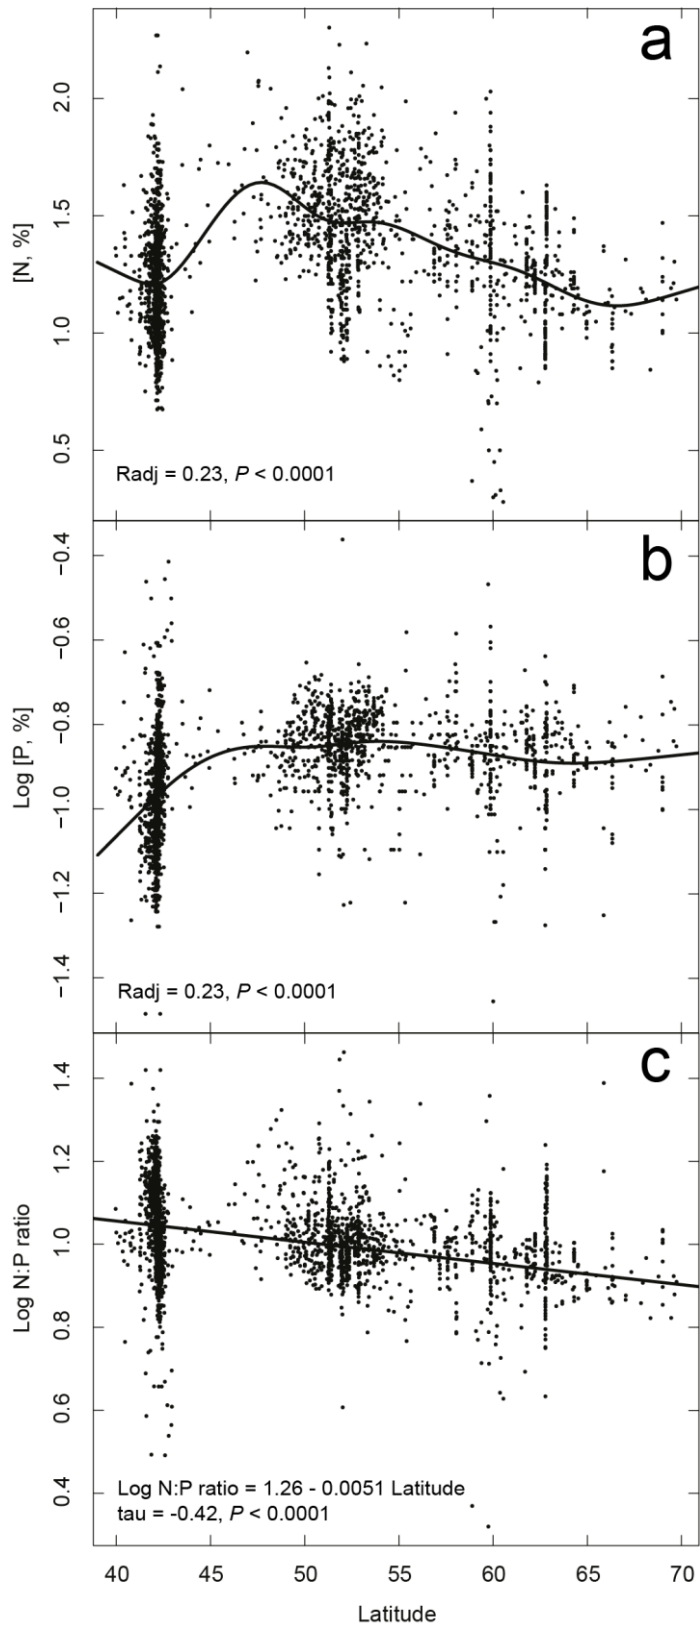 a
2.0
1.5
1.0
0.5
[N, %]
Radj = 0.23, P < 0.0001
b
−0.4
−0.6
−0.8
−1.0
−1.2
−1.4
Log [P, %]
Radj = 0.23, P < 0.0001
c
1.4
1.2
1.0
0.8
0.6
0.4
Log N:P ratio
Log N:P ratio = 1.26 - 0.0051 Latitude
tau = -0.42, P < 0.0001
40 45 50 55 60 65 70
Latitude